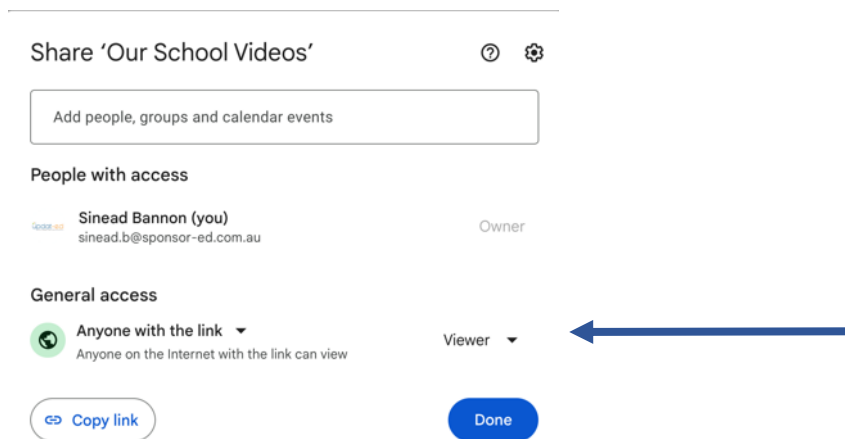 Share ‘Our School Videos’
Add people, groups and calendar events
People with access
Sinead Bannon (you)
sinead.b@sponsor-ed.com.au
Owner
General access
Anyone with the link
Anyone on the Internet with the link can view
Viewer
Copy link
Done